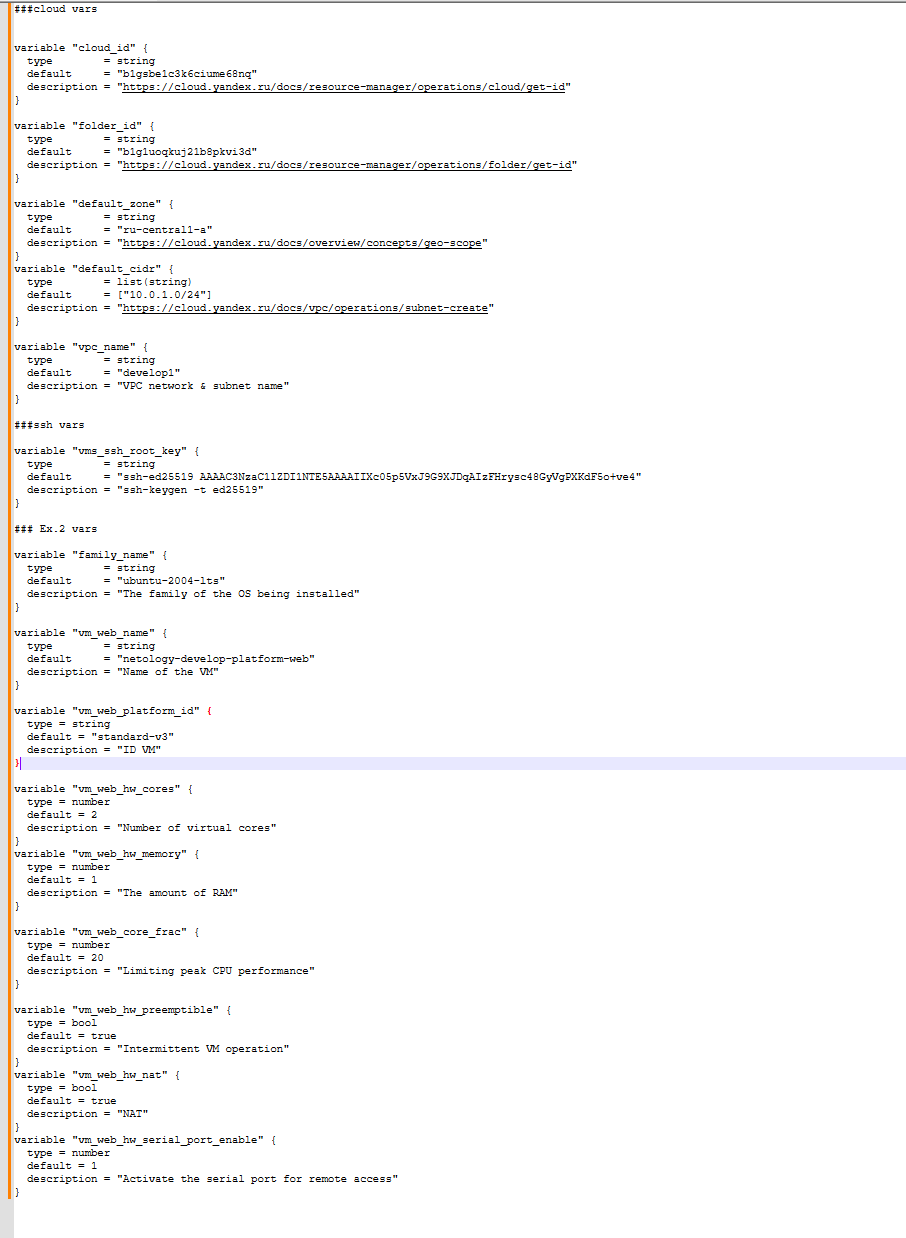 ###cloud vars
variable "cloud_id" {
  type        = string
  default     = "b1gsbelc3k6ciume68nq"
  description = "https://cloud.yandex.ru/docs/resource-manager/operations/cloud/get-id"
}
variable "folder_id" {
  type        = string
  default     = "b1g1uoqkuj21b8pkvi3d"
  description = "https://cloud.yandex.ru/docs/resource-manager/operations/folder/get-id"
}
variable "default_zone" {
  type        = string
  default     = "ru-central1-a"
  description = "https://cloud.yandex.ru/docs/overview/concepts/geo-scope"
}
variable "default_cidr" {
  type        = list(string)
  default     = ["10.0.1.0/24"]
  description = "https://cloud.yandex.ru/docs/vpc/operations/subnet-create"
}
variable "vpc_name" {
  type        = string
  default     = "develop1"
  description = "VPC network & subnet name"
}
###ssh vars
variable "vms_ssh_root_key" {
  type        = string
  default     = "ssh-ed25519 AAAAC3NzaC1lZDI1NTE5AAAAIIXc05p5VxJ9G9XJDqAIzFHrysc48GyVgPXKdF5o+ve4"
  description = "ssh-keygen -t ed25519"
}
### Ex.2 vars
variable "family_name" {
  type        = string
  default     = "ubuntu-2004-lts"
  description = "The family of the OS being installed"
}
variable "vm_web_name" {
  type        = string
  default     = "netology-develop-platform-web"
  description = "Name of the VM"
}
variable "vm_web_platform_id" {
  type = string
  default = "standard-v3"
  description = "ID VM"
}
variable "vm_web_hw_cores" {
  type = number
  default = 2
  description = "Number of virtual cores"
}
variable "vm_web_hw_memory" {
  type = number
  default = 1
  description = "The amount of RAM"
}
variable "vm_web_core_frac" {
  type = number
  default = 20
  description = "Limiting peak CPU performance"
}
variable "vm_web_hw_preemptible" {
  type = bool
  default = true
  description = "Intermittent VM operation"
}
variable "vm_web_hw_nat" {
  type = bool
  default = true
  description = "NAT"
}
variable "vm_web_hw_serial_port_enable" {
  type = number
  default = 1
  description = "Activate the serial port for remote access"
}